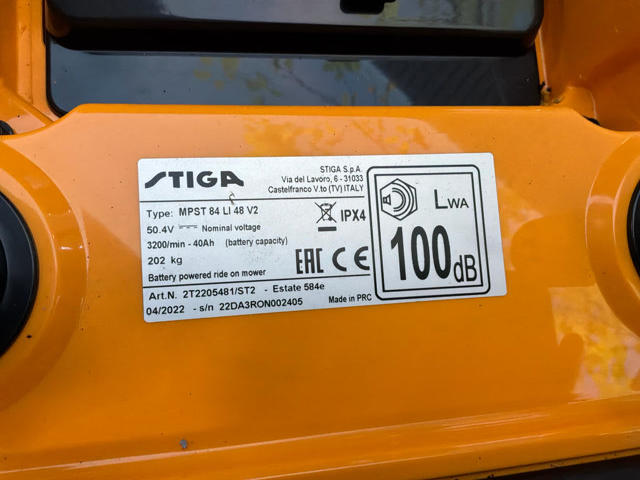 STIGA
STIGA S.p.A.
Via del Lavoro, 6 - 31033
Castelfranco V.to (TV) ITALY
Type: MPST 84 LI 48 V2
50.4V Nominal voltage
3200/min - 40Ah (battery capacity)
202 kg
Battery powered ride on mower
IPX4
EAC CE
Art.N. 2T2205481/ST2 - Estate 584e
04/2022 - s/n 22DA3RON002405
Made in PRC
LWA
100dB